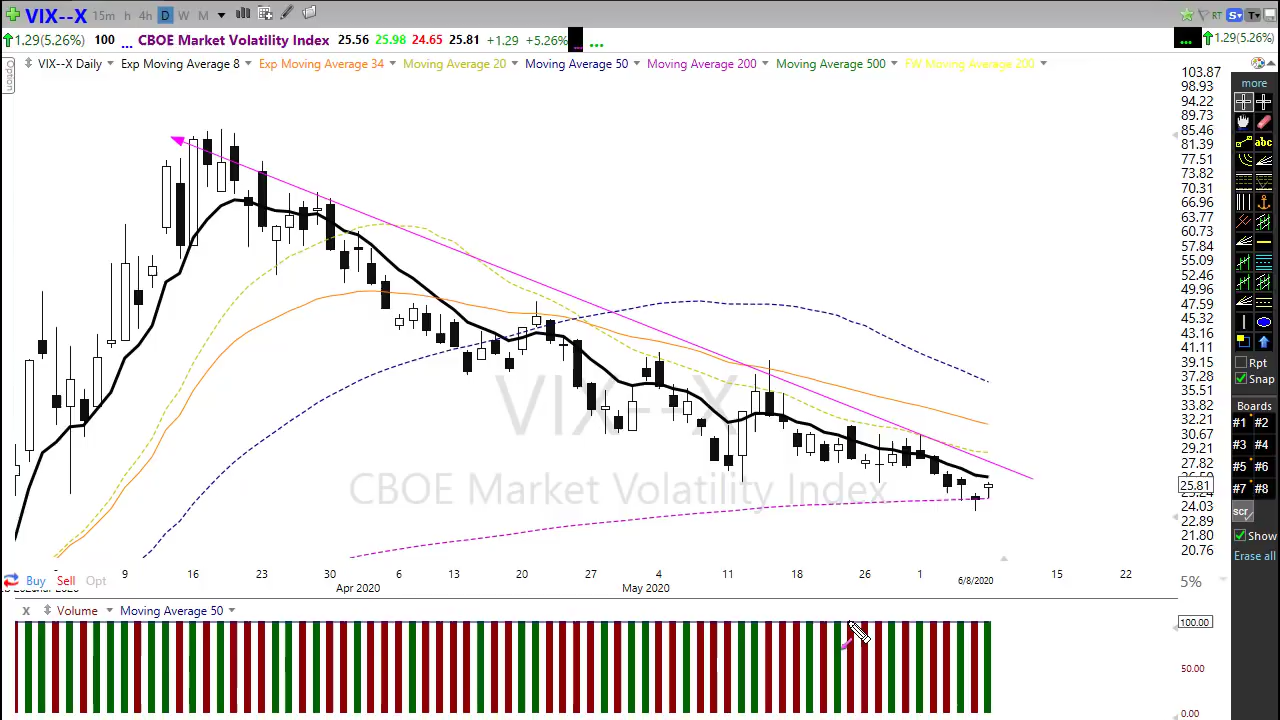 VIX--X 15m h 4h D W M RT S T
1.29(5.26%) 100 ... CBOE Market Volatility Index 25.56 25.98 24.65 25.81 +1.29 +5.26% ... ... 1.29(5.26%)
Option
VIX--X Daily Exp Moving Average 8 Exp Moving Average 34 Moving Average 20 Moving Average 50 Moving Average 200 Moving Average 500 FW Moving Average 200
103.87
98.93
94.22
89.73
85.46
81.39
77.51
73.82
70.31
66.96
63.77
60.73
57.84
55.09
52.46
49.96
47.59
45.32
43.16
41.11
39.15
37.28
35.51
33.82
32.21
30.67
29.21
27.82
26.50
25.81
24.03
22.89
21.80
20.76
VIX--X
CBOE Market Volatility Index
more
abc
Rpt
Snap
Boards
#1 #2
#3 #4
#5 #6
#7 #8
scr
Show
Erase all
9 16 23 30 6 13 20 27 4 11 18 26 1 6/8/2020 15 22
Buy Sell Opt 5%
Apr 2020 May 2020
x Volume Moving Average 50
100.00
50.00
0.00